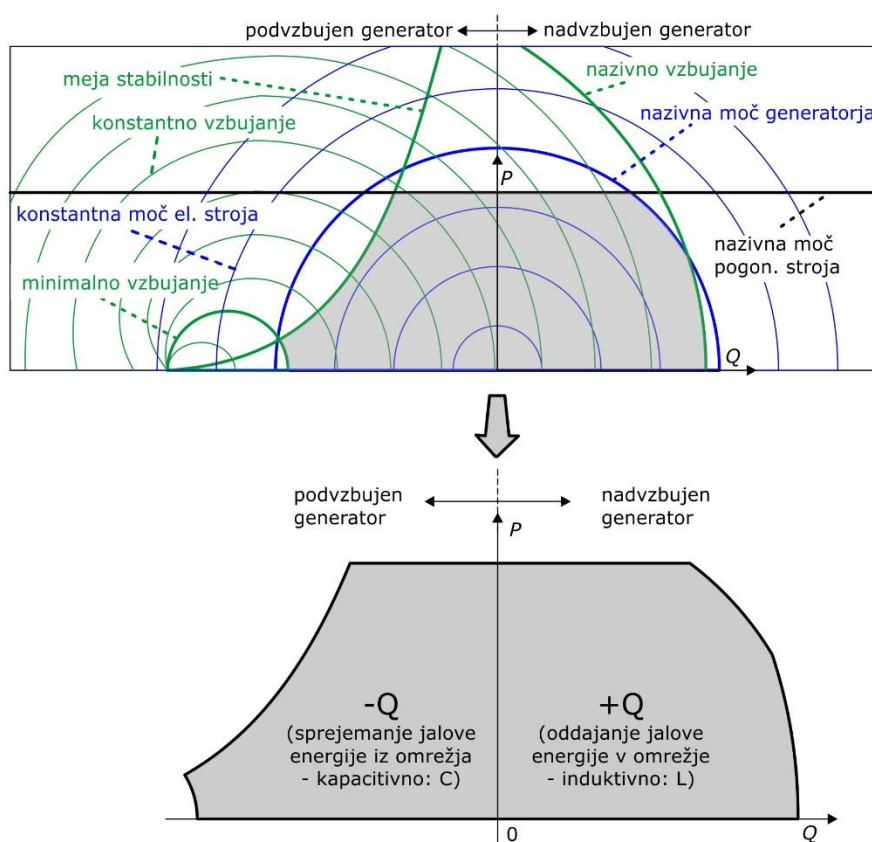 podvzbujen generator
nadvzbujen generator
meja stabilnosti
nazivno vzbujanje
konstantno vzbujanje
nazivna moč generatorja
P
konstantna moč el. stroja
nazivna moč
pogon. stroja
minimalno vzbujanje
Q
podvzbujen
generator
nadvzbujen
generator
P
-Q
(sprejemanje jalove
energije iz omrežja
- kapacitivno: C)
+Q
(oddajanje jalove
energije v omrežje
- induktivno: L)
0
Q